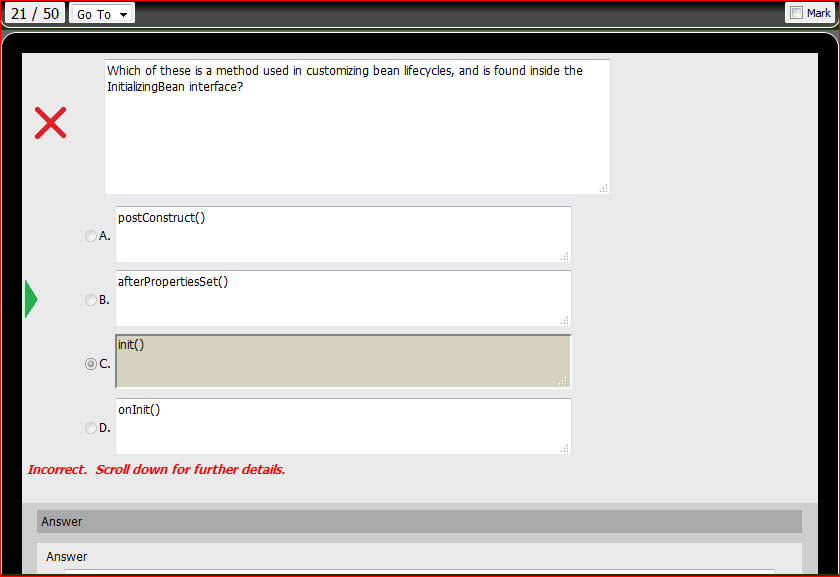 21 / 50 Go To Mark
Which of these is a method used in customizing bean lifecycles, and is found inside the
InitializingBean interface?
A. postConstruct()
B. afterPropertiesSet()
C. init()
D. onInit()
Incorrect. Scroll down for further details.
Answer
Answer